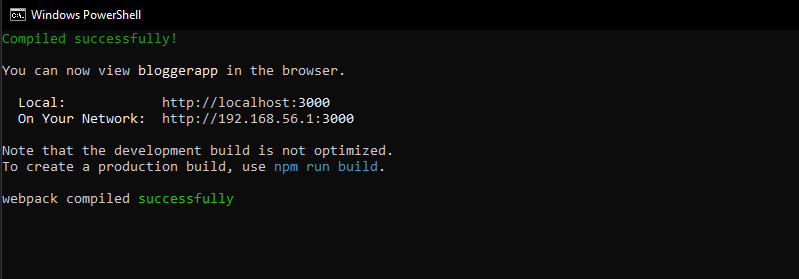 Windows PowerShell
Compiled successfully!
You can now view bloggerapp in the browser.
Local: http://localhost:3000
On Your Network: http://192.168.56.1:3000
Note that the development build is not optimized.
To create a production build, use npm run build.
webpack compiled successfully